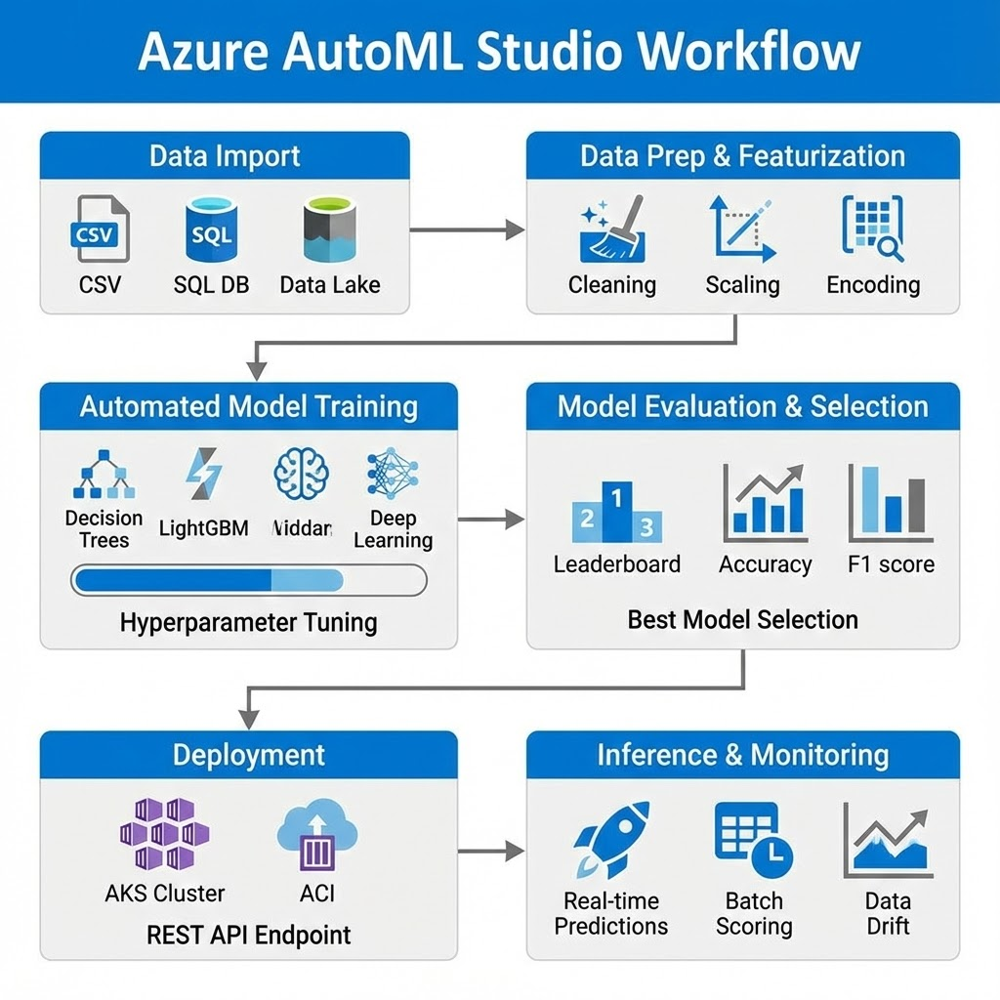 Azure AutoML Studio Workflow
Data Import
CSV
SQL
CSV
SQL DB
Data Lake
Data Prep & Featurization
Cleaning
Scaling
Encoding
Automated Model Training
Decision
Trees
LightGBM
Deep
Learning
Hyperparameter Tuning
Model Evaluation & Selection
2
1
3
Leaderboard
Accuracy
F1 score
Best Model Selection
Deployment
AKS Cluster
ACI
REST API Endpoint
Inference & Monitoring
Real-time
Predictions
Batch
Scoring
Data
Drift